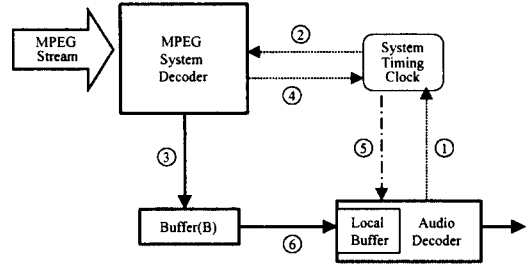 MPEG
Stream
MPEG
System
Decoder
②
System
Timing
Clock
④
③
⑤
①
Buffer(B)
⑥
Local
Buffer
Audio
Decoder